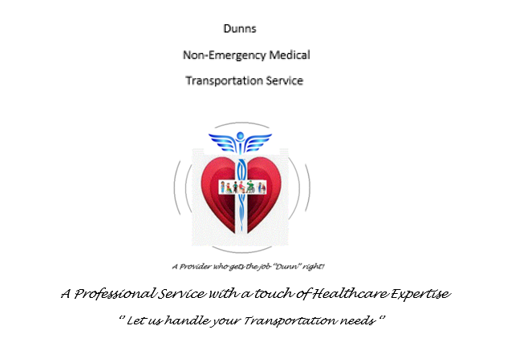 Dunns
Non-Emergency Medical
Transportation Service
A Provider who gets the job "Dunn" right!
A Professional Service with a touch of Healthcare Expertise
" Let us handle your Transportation needs "